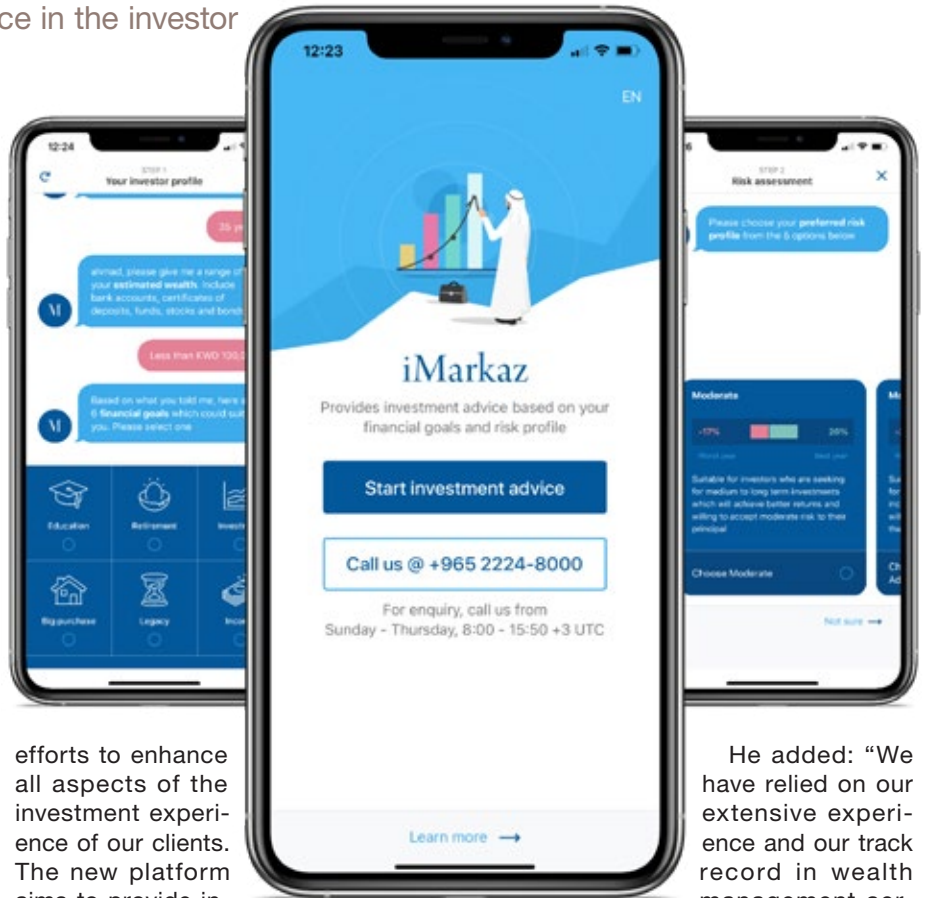 ce in the investor
12:24
STEP 1
Your investor profile
ahmad, please give me a range
your estimated wealth. Include
bank accounts, certificates of
deposits, funds, stocks and bond
Less than KWD
Based on what you told me, here
6 financial goals which could
you. Please select one
Education
Retirement
Big purchase
Legacy
12:23
EN
iMarkaz
Provides investment advice based on your
financial goals and risk profile
Start investment advice
Call us @ +965 2224-8000
For enquiry, call us from
Sunday - Thursday, 8:00 - 15:50 +3 UTC
Learn more →
STEP 2
Risk assessment
Please choose your preferred risk
profile from the 6 options below
Moderate
-17%
Worst year
Best year
Suitable for investors who are seeking
for medium to long term investments
which will achieve better returns and
willing to accept moderate risk to their
principal
Choose Moderate
Not sure →
efforts to enhance
all aspects of the
investment experi-
ence of our clients.
The new platform
aims to provide in-
He added: “We
have relied on our
extensive experi-
ence and our track
record in wealth
management ser-